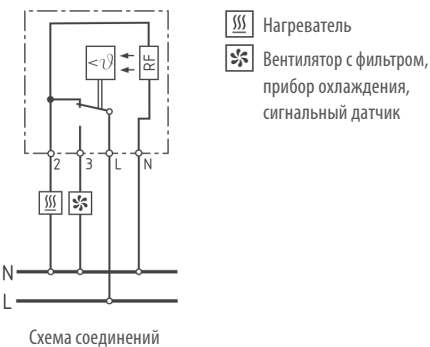 <ϑ
RF
2 3 L N
N
L
Схема соединений
Нагреватель
Вентилятор с фильтром,
прибор охлаждения,
сигнальный датчик